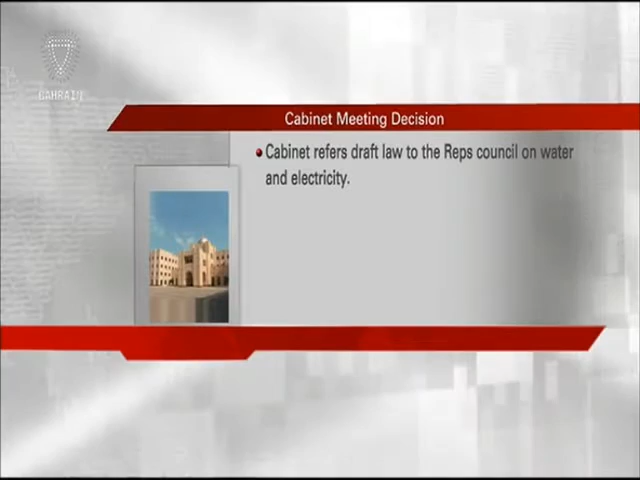 BAHRAIN
Cabinet Meeting Decision
Cabinet refers draft law to the Reps council on water
and electricity.